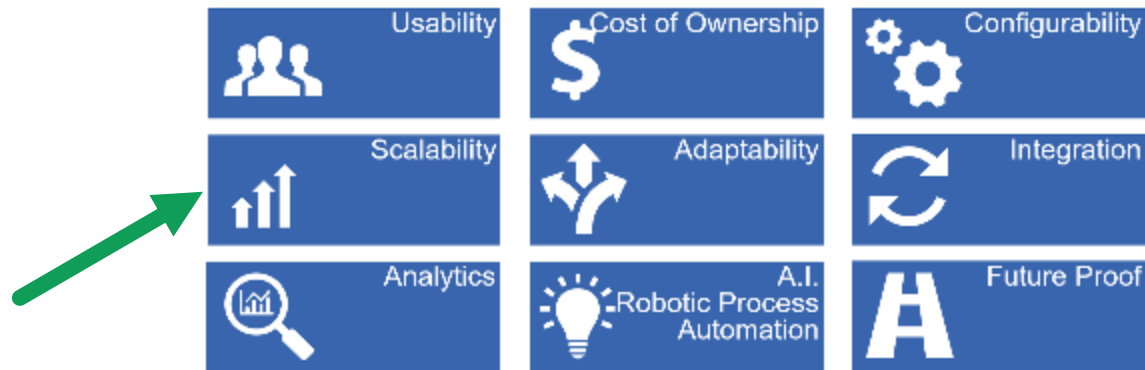 Usability
Cost of Ownership
Configurability
Scalability
Adaptability
Integration
Analytics
A.I.
Robotic Process
Automation
Future Proof